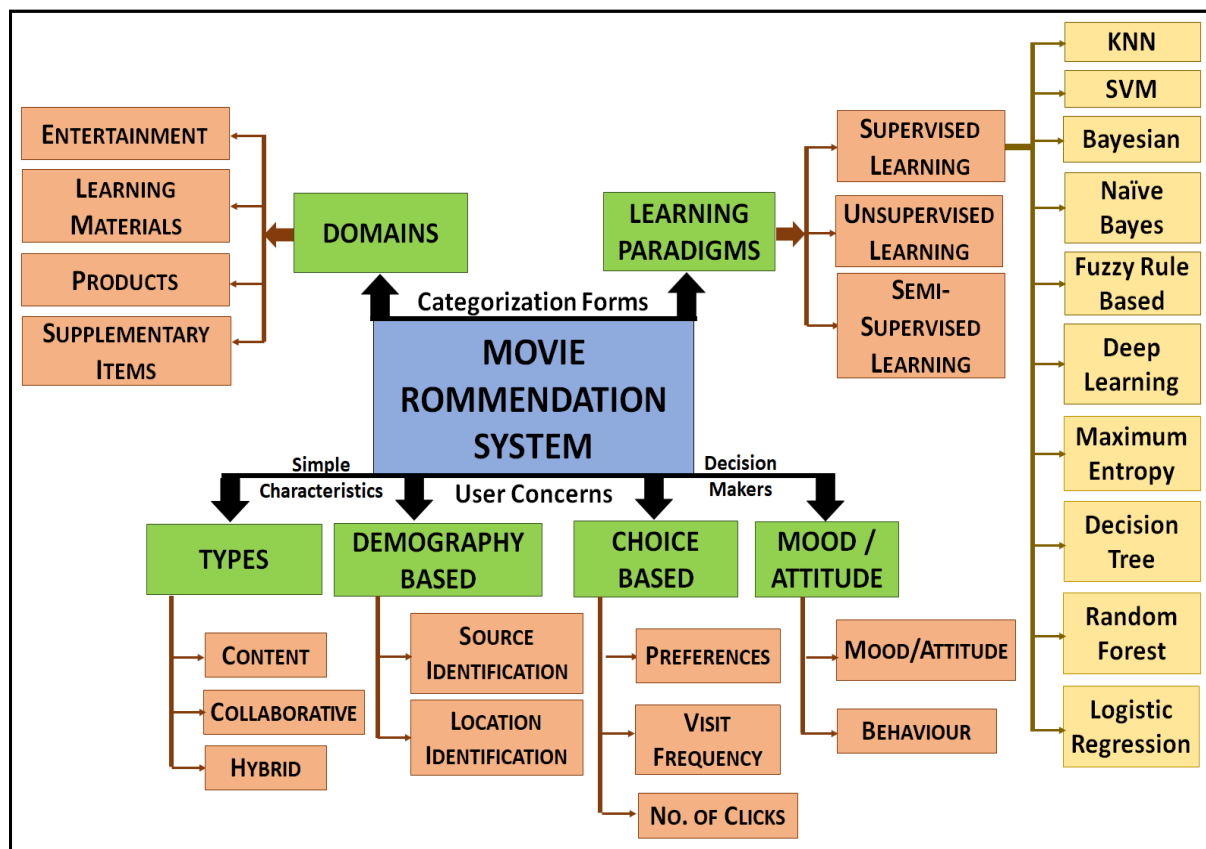 ENTERTAINMENT
LEARNING
MATERIALS
PRODUCTS
SUPPLEMENTARY
ITEMS
DOMAINS
LEARNING
PARADIGMS
SUPERVISED
LEARNING
UNSUPERVISED
LEARNING
SEMI-
SUPERVISED
LEARNING
KNN
SVM
Bayesian
Naïve
Bayes
Fuzzy Rule
Based
Deep
Learning
Maximum
Entropy
Decision
Tree
Random
Forest
Logistic
Regression
Categorization Forms
MOVIE
ROMMENDATION
SYSTEM
Simple
Characteristics
User Concerns
Decision
Makers
TYPES
CONTENT
COLLABORATIVE
HYBRID
DEMOGRAPHY
BASED
SOURCE
IDENTIFICATION
LOCATION
IDENTIFICATION
CHOICE
BASED
PREFERENCES
VISIT
FREQUENCY
NO. OF CLICKS
MOOD /
ATTITUDE
MOOD/ATTITUDE
BEHAVIOUR